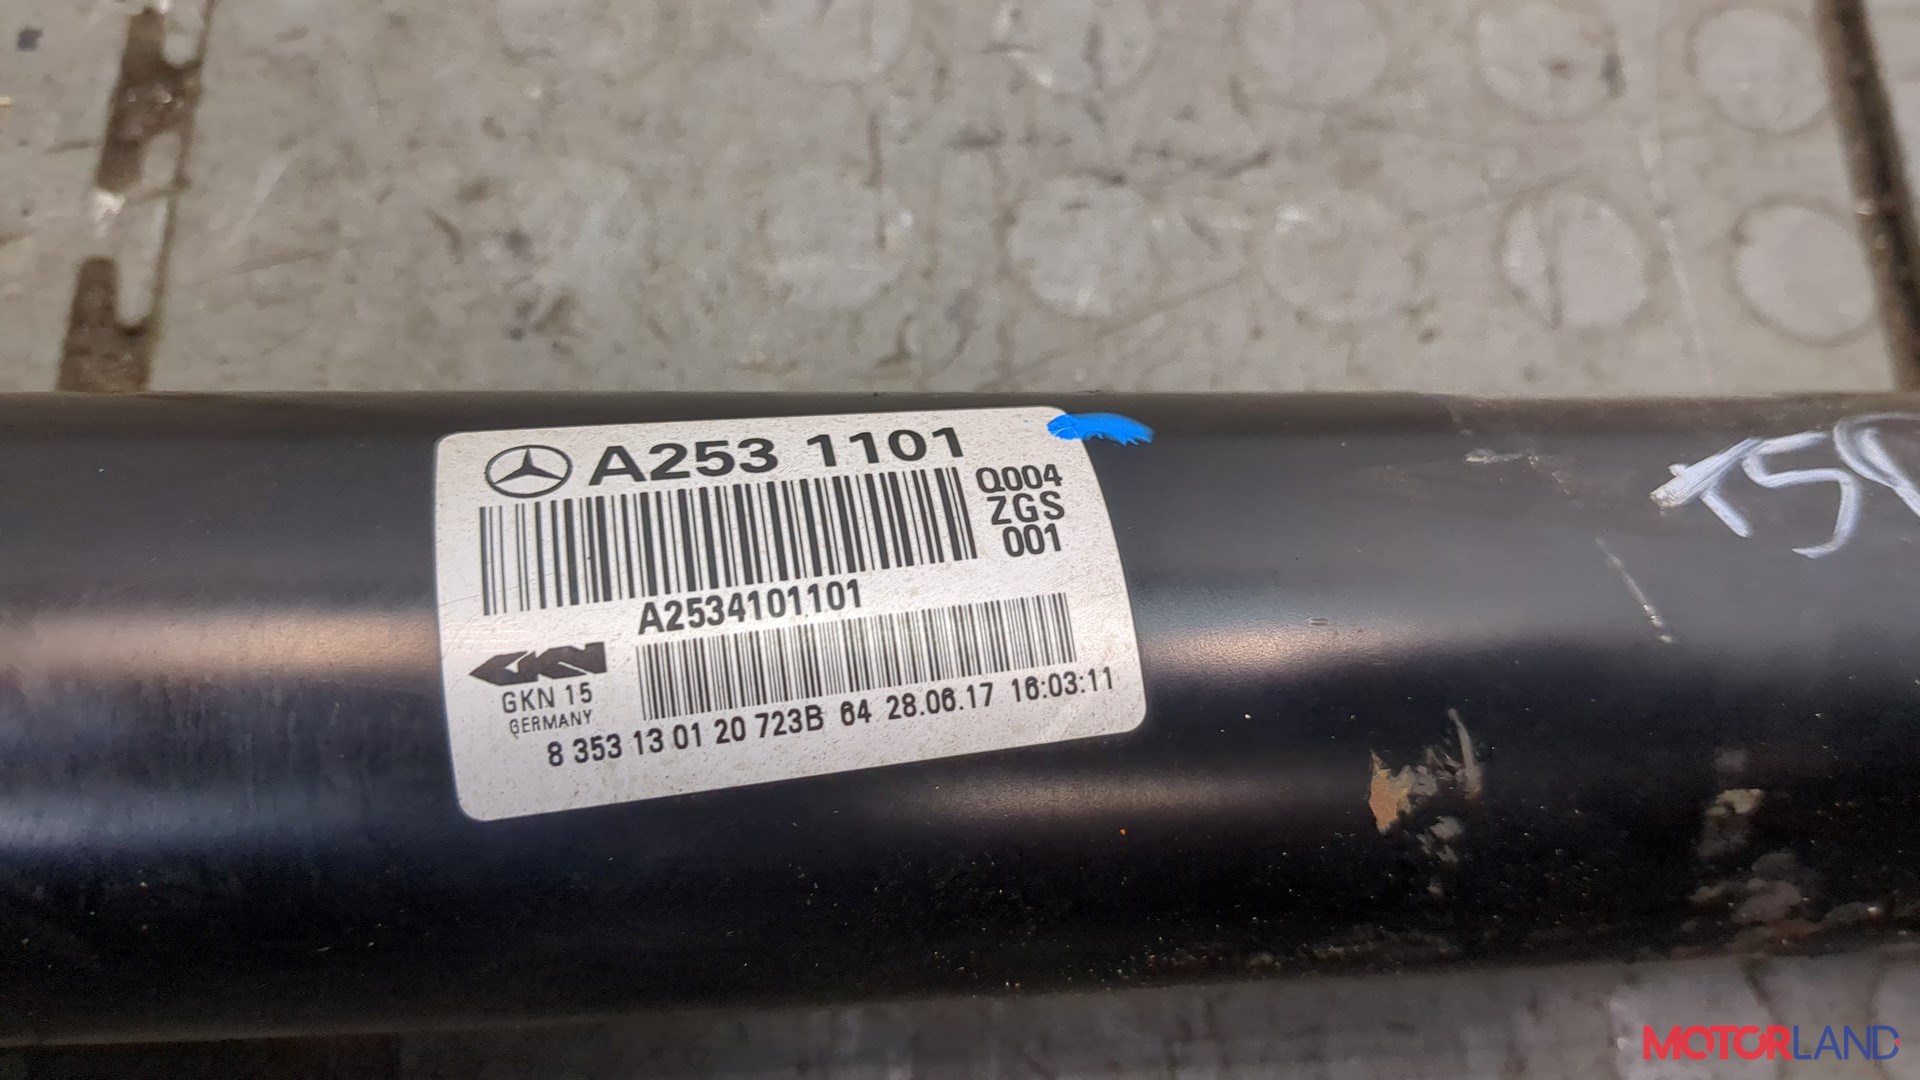 A253 1101
Q004
ZGS
001
A2534101101
GKN
GKN 15
GERMANY
8 353 13 01 20 723B 64 28.06.17 16:03:11
MOTORLAND